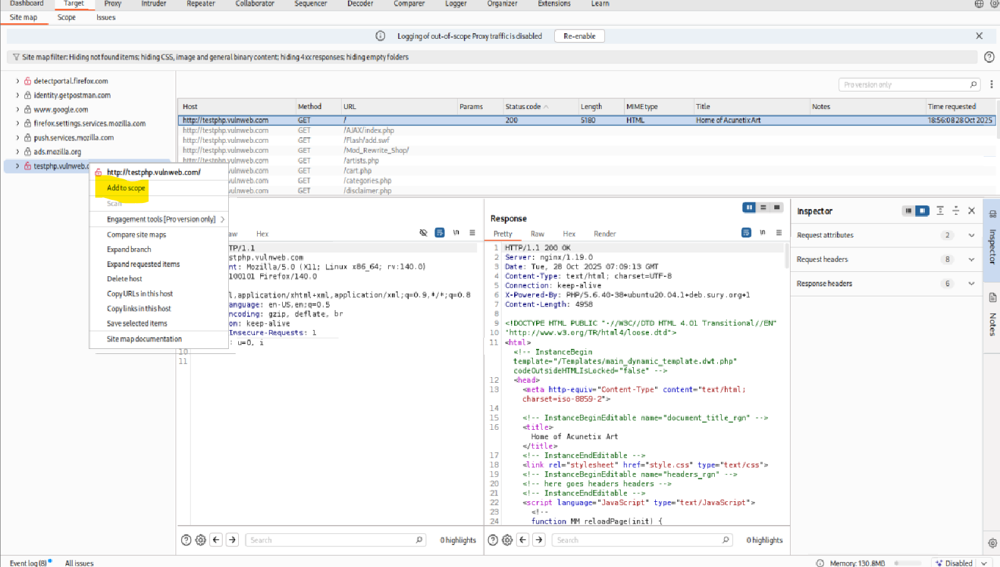 Dashboard Target Proxy Intruder Repeater Collaborator Sequencer Decoder Comparer Logger Organizer Extensions Learn
Site map Scope Issues
Logging of out-of-scope Proxy traffic is disabled Re-enable
Site map filter: Hiding not found items; hiding CSS, image and general binary content; hiding 4xx responses; hiding empty folders
detectportal.firefox.com
identity.getpostman.com
www.google.com
firefox.settings.services.mozilla.com
push.services.mozilla.com
ads.mozilla.org
testphp.vulnweb.c
http://testphp.vulnweb.com/
Add to scope
Scan
Engagement tools [Pro version only]
Compare site maps
Expand branch
Expand requested items
Delete host
Copy URLs in this host
Copy links in this host
Save selected items
Site map documentation
Pro version only
Host Method URL Params Status code Length MIME type Title Notes Time requested
http://testphp.vulnweb.com GET / 200 5180 HTML Home of Acunetix Art 18:56:08 28 Oct 2025
http://testphp.vulnweb.com GET /AJAX/index.php
http://testphp.vulnweb.com GET /Flash/add.swf
http://testphp.vulnweb.com GET /Mod_Rewrite_Shop/
http://testphp.vulnweb.com GET /artists.php
vulnweb.com GET /cart.php
vulnweb.com GET /categories.php
vulnweb.com GET /disclaimer.php
aw Hex \n
TP/1.1
stphp.vulnweb.com
nt: Mozilla/5.0 (X11; Linux x86_64; rv:140.0)
100101 Firefox/140.0
l,application/xhtml+xml,application/xml;q=0.9,*/*;q=0.8
anguage: en-US,en;q=0.5
ncoding: gzip, deflate, br
on: keep-alive
Insecure-Requests: 1
: u=0, i
10
11
Search 0 highlights
Response
Pretty Raw Hex Render \n
1 HTTP/1.1 200 OK
2 Server: nginx/1.19.0
3 Date: Tue, 28 Oct 2025 07:09:13 GMT
4 Content-Type: text/html; charset=UTF-8
5 Connection: keep-alive
6 X-Powered-By: PHP/5.6.40-38+ubuntu20.04.1+deb.sury.org+1
7 Content-Length: 4958
8
9 <!DOCTYPE HTML PUBLIC "-//W3C//DTD HTML 4.01 Transitional//EN"
10 "http://www.w3.org/TR/html4/loose.dtd">
11 <html>
<!-- InstanceBegin
template="/Templates/main_dynamic_template.dwt.php"
codeOutsideHTMLIsLocked="false" -->
12 <head>
13 <meta http-equiv="Content-Type" content="text/html;
charset=iso-8859-2">
14
15 <!-- InstanceBeginEditable name="document_title_rgn" -->
16 <title>
Home of Acunetix Art
</title>
17 <!-- InstanceEndEditable -->
18 <link rel="stylesheet" href="style.css" type="text/css">
19 <!-- InstanceBeginEditable name="headers_rgn" -->
20 <!-- here goes headers headers -->
21 <!-- InstanceEndEditable -->
22 <script language="JavaScript" type="text/JavaScript">
23 <!--
24 function MM_reloadPage(init) {
Search 0 highlights
Inspector
Request attributes 2
Request headers 8
Response headers 6
Inspector
Notes
Event log (8) All issues
Memory: 130.8MB Disabled